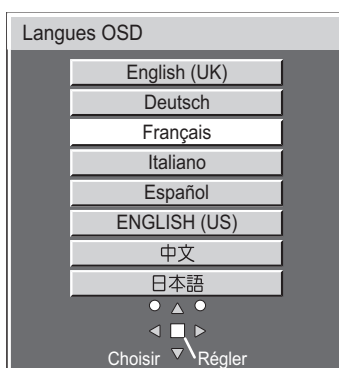 Langues OSD
English (UK)
Deutsch
Français
Italiano
Español
ENGLISH (US)
中文
日本語
Choisir Régler